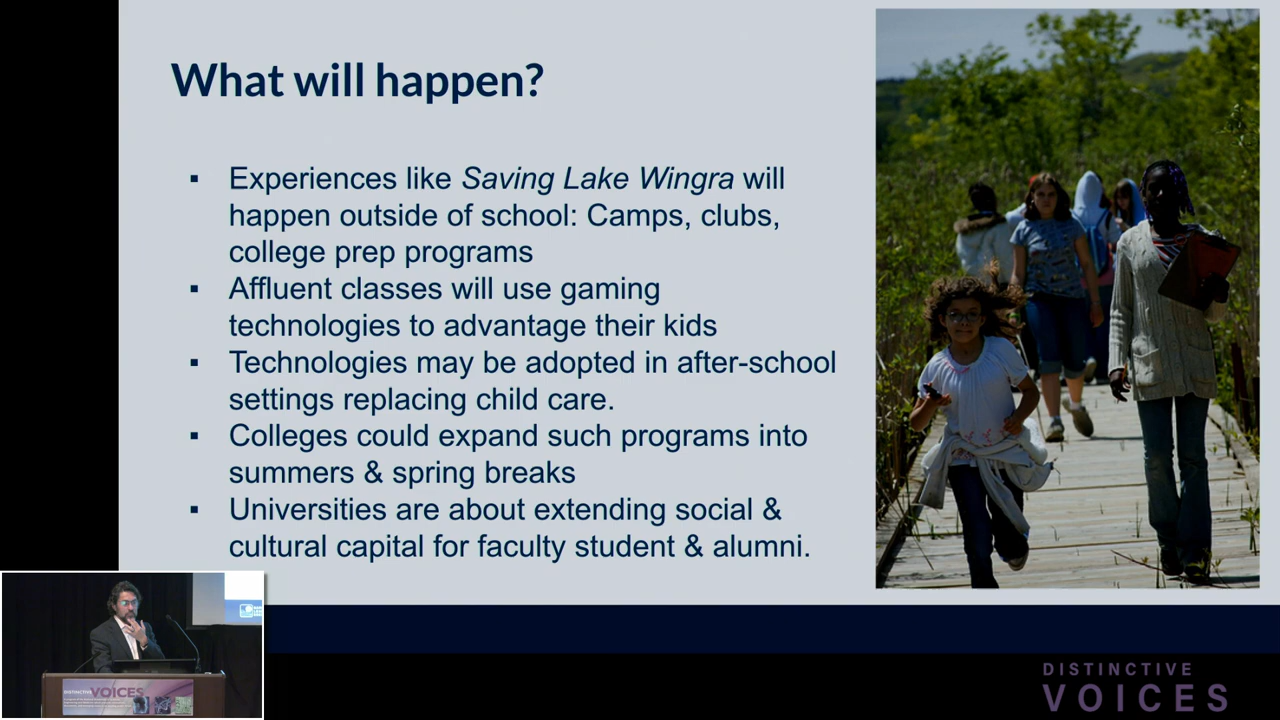 What will happen?
▪ Experiences like Saving Lake Wingra will
happen outside of school: Camps, clubs,
college prep programs
▪ Affluent classes will use gaming
technologies to advantage their kids
▪ Technologies may be adopted in after-school
settings replacing child care.
▪ Colleges could expand such programs into
summers & spring breaks
▪ Universities are about extending social &
cultural capital for faculty student & alumni.
DISTINCTIVE VOICES
DISTINCTIVE
VOICES